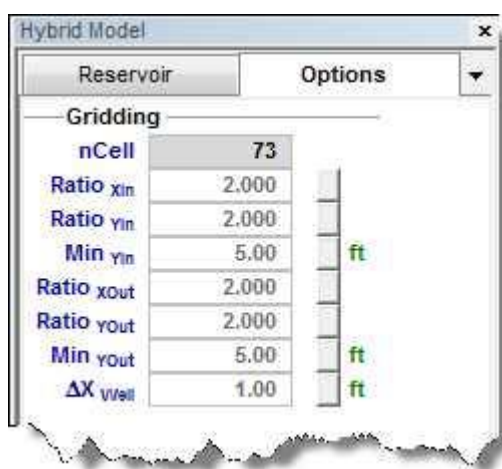 Hybrid Model x
Reservoir Options
Gridding
nCell 73
Ratio XIn 2.000
Ratio YIn 2.000
Min YIn 5.00 ft
Ratio XOut 2.000
Ratio YOut 2.000
Min YOut 5.00 ft
ΔX Well 1.00 ft